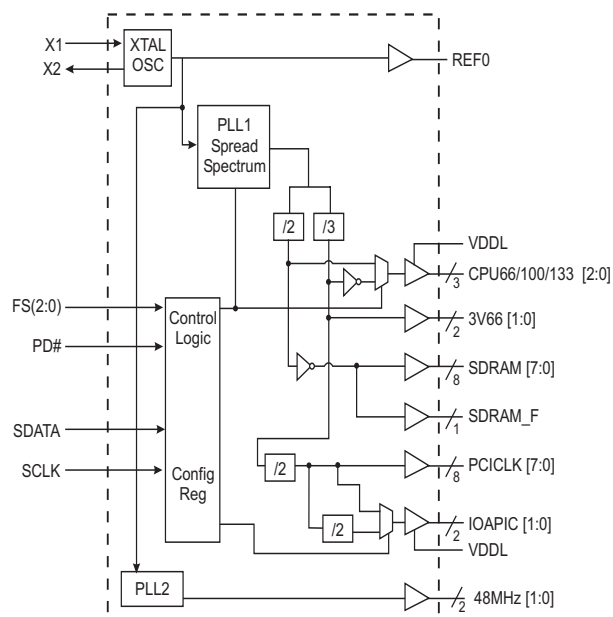 X1
X2
XTAL
OSC
REF0
PLL1
Spread
Spectrum
/2
/3
VDDL
CPU66/100/133 [2:0]
3
FS(2:0)
Control
Logic
3V66 [1:0]
2
PD#
SDRAM [7:0]
8
SDATA
SDRAM_F
1
SCLK
Config
Reg
/2
PCICLK [7:0]
8
/2
IOAPIC [1:0]
2
VDDL
PLL2
48MHz [1:0]
2